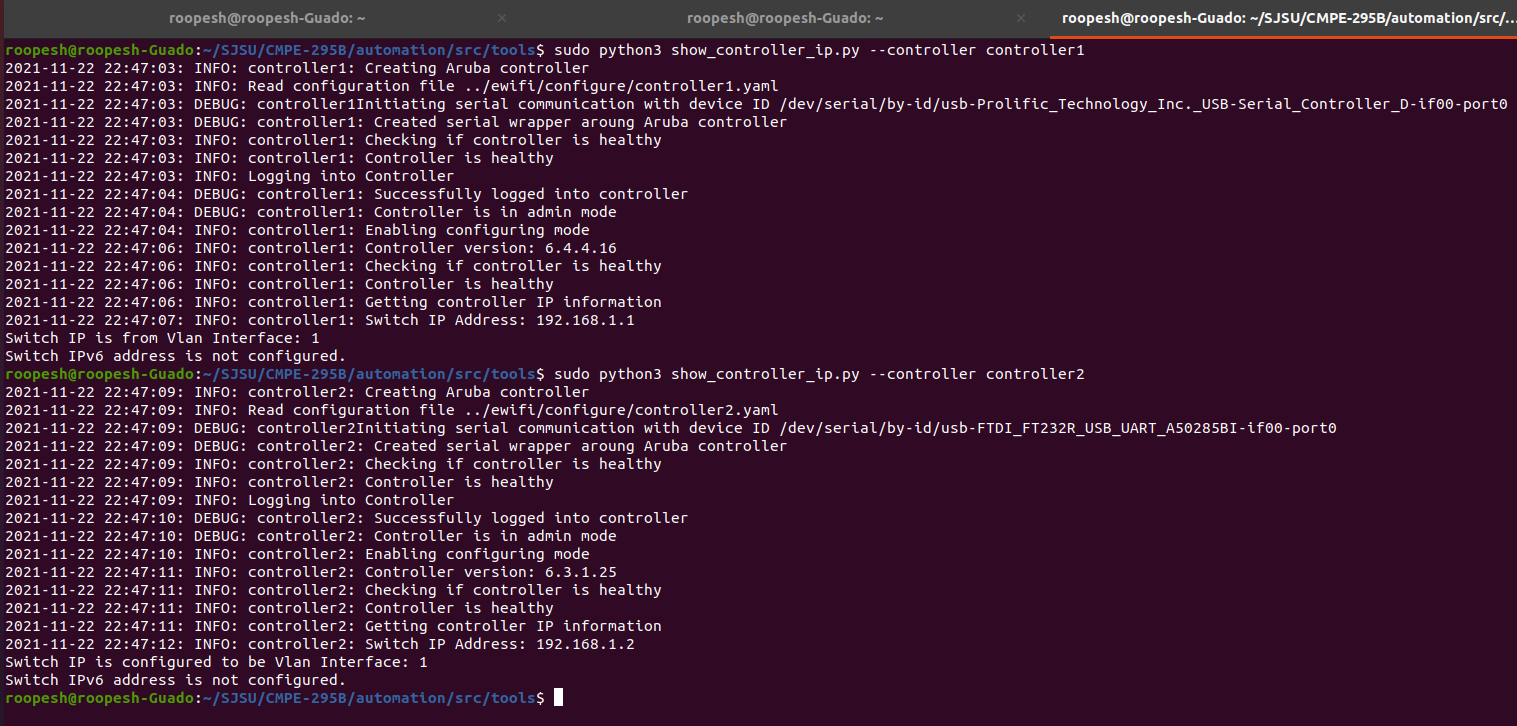 roopesh@roopesh-Guado: ~ × roopesh@roopesh-Guado: ~ × roopesh@roopesh-Guado: ~/SJSU/CMPE-295B/automation/src/...
roopesh@roopesh-Guado:~/SJSU/CMPE-295B/automation/src/tools$ sudo python3 show_controller_ip.py --controller controller1
2021-11-22 22:47:03: INFO: controller1: Creating Aruba controller
2021-11-22 22:47:03: INFO: Read configuration file ../ewifi/configure/controller1.yaml
2021-11-22 22:47:03: DEBUG: controller1Initiating serial communication with device ID /dev/serial/by-id/usb-Prolific_Technology_Inc._USB-Serial_Controller_D-if00-port0
2021-11-22 22:47:03: DEBUG: controller1: Created serial wrapper aroung Aruba controller
2021-11-22 22:47:03: INFO: controller1: Checking if controller is healthy
2021-11-22 22:47:03: INFO: controller1: Controller is healthy
2021-11-22 22:47:03: INFO: Logging into Controller
2021-11-22 22:47:04: DEBUG: controller1: Successfully logged into controller
2021-11-22 22:47:04: DEBUG: controller1: Controller is in admin mode
2021-11-22 22:47:04: INFO: controller1: Enabling configuring mode
2021-11-22 22:47:06: INFO: controller1: Controller version: 6.4.4.16
2021-11-22 22:47:06: INFO: controller1: Checking if controller is healthy
2021-11-22 22:47:06: INFO: controller1: Controller is healthy
2021-11-22 22:47:06: INFO: controller1: Getting controller IP information
2021-11-22 22:47:07: INFO: controller1: Switch IP Address: 192.168.1.1
Switch IP is from Vlan Interface: 1
Switch IPv6 address is not configured.
roopesh@roopesh-Guado:~/SJSU/CMPE-295B/automation/src/tools$ sudo python3 show_controller_ip.py --controller controller2
2021-11-22 22:47:09: INFO: controller2: Creating Aruba controller
2021-11-22 22:47:09: INFO: Read configuration file ../ewifi/configure/controller2.yaml
2021-11-22 22:47:09: DEBUG: controller2Initiating serial communication with device ID /dev/serial/by-id/usb-FTDI_FT232R_USB_UART_A50285BI-if00-port0
2021-11-22 22:47:09: DEBUG: controller2: Created serial wrapper aroung Aruba controller
2021-11-22 22:47:09: INFO: controller2: Checking if controller is healthy
2021-11-22 22:47:09: INFO: controller2: Controller is healthy
2021-11-22 22:47:09: INFO: Logging into Controller
2021-11-22 22:47:10: DEBUG: controller2: Successfully logged into controller
2021-11-22 22:47:10: DEBUG: controller2: Controller is in admin mode
2021-11-22 22:47:10: INFO: controller2: Enabling configuring mode
2021-11-22 22:47:11: INFO: controller2: Controller version: 6.3.1.25
2021-11-22 22:47:11: INFO: controller2: Checking if controller is healthy
2021-11-22 22:47:11: INFO: controller2: Controller is healthy
2021-11-22 22:47:11: INFO: controller2: Getting controller IP information
2021-11-22 22:47:12: INFO: controller2: Switch IP Address: 192.168.1.2
Switch IP is configured to be Vlan Interface: 1
Switch IPv6 address is not configured.
roopesh@roopesh-Guado:~/SJSU/CMPE-295B/automation/src/tools$